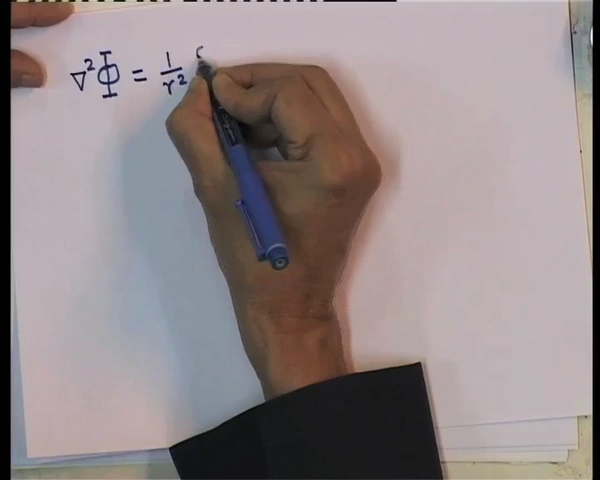 ∇²Φ = 1/r²